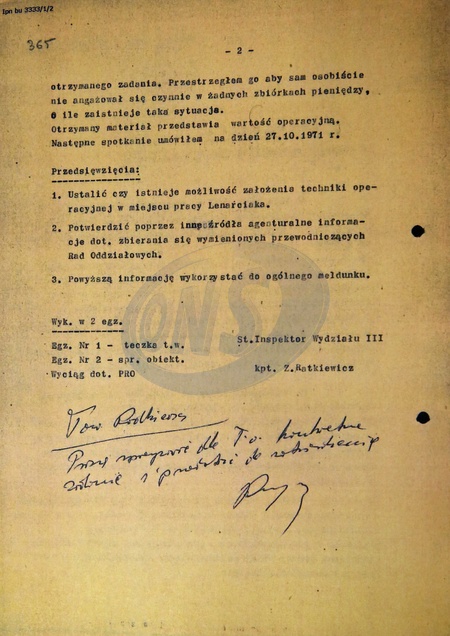 Ipn bu 3333/1/2
365
- 2 -
otrzymanego zadania. Przestrzegłem go aby sam osobiście
nie angażował się czynnie w żadnych zbiórkach pieniędzy,
o ile zaistnieje taka sytuacja.
Otrzymany materiał przedstawia wartość operacyjną.
Następne spotkanie umówiłem na dzień 27.10.1971 r.
Przedsięwzięcia:
1. Ustalić czy istnieje możliwość założenia techniki ope-
racyjnej w miejscu pracy Lenarciaka.
2. Potwierdzić poprzez inne źródła agenturalne informa-
cje dot. zbierania się wymienionych przewodniczących
Rad Oddziałowych.
3. Powyższą informację wykorzystać do ogólnego meldunku.
ONS
Wyk. w 2 egz.
Egz. Nr 1 - teczka t.w.
Egz. Nr 2 - spr. obiekt.
Wyciąg dot. PRO
St.Inspektor Wydziału III
kpt. Z.Ratkiewicz
Tow
Proszę dla T.w. konkretne
i do